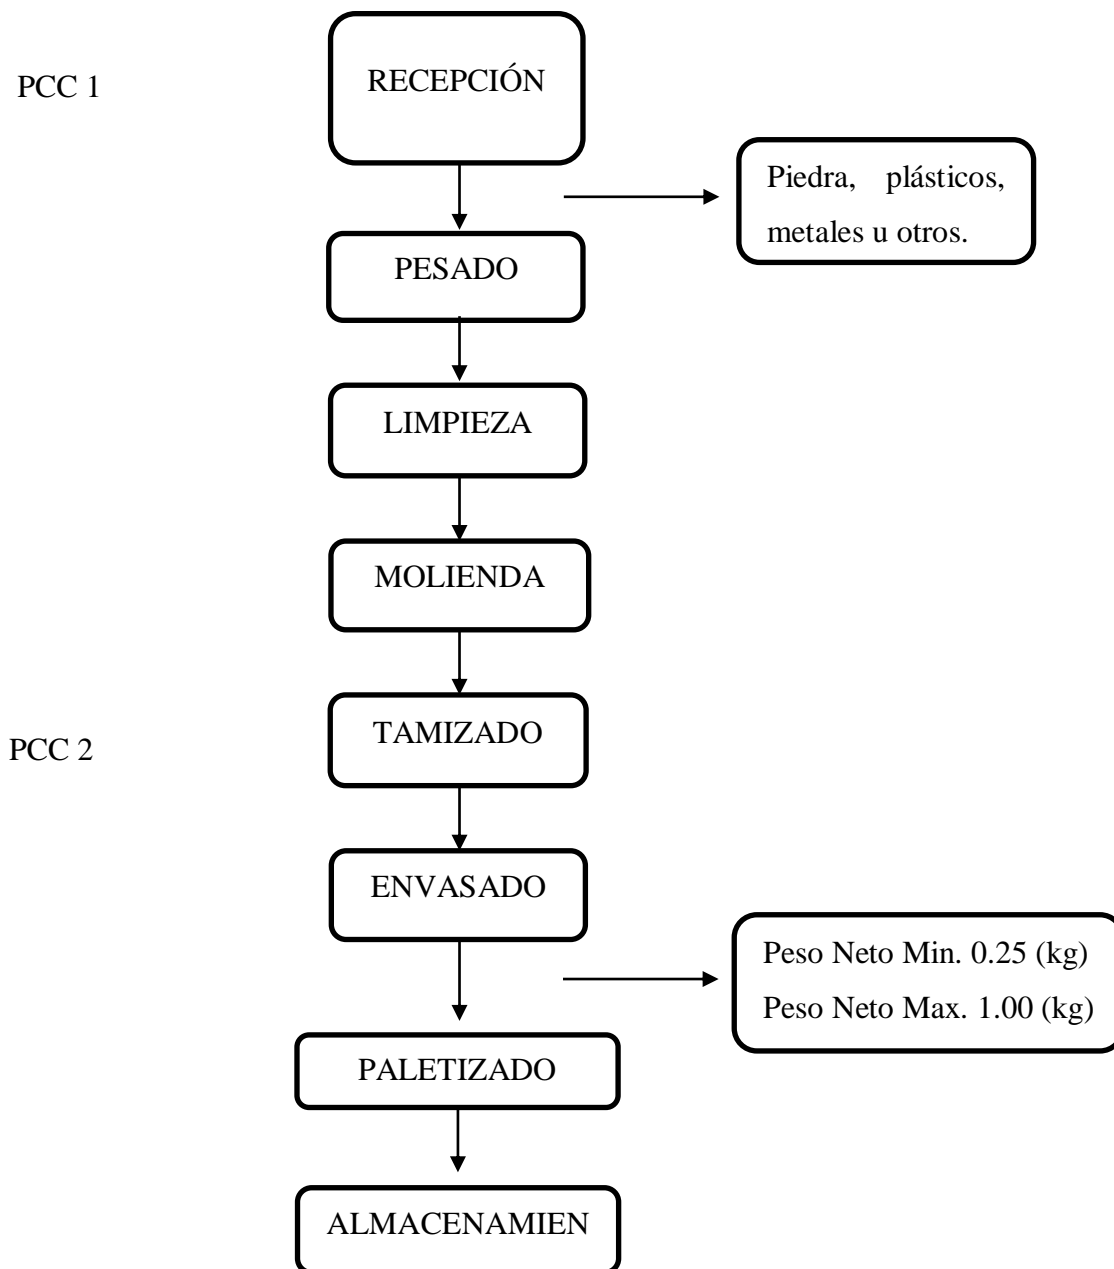 PCC 1
RECEPCIÓN
Piedra, plásticos,
metales u otros.
PESADO
LIMPIEZA
MOLIENDA
TAMIZADO
PCC 2
ENVASADO
Peso Neto Min. 0.25 (kg)
Peso Neto Max. 1.00 (kg)
PALETIZADO
ALMACENAMIEN